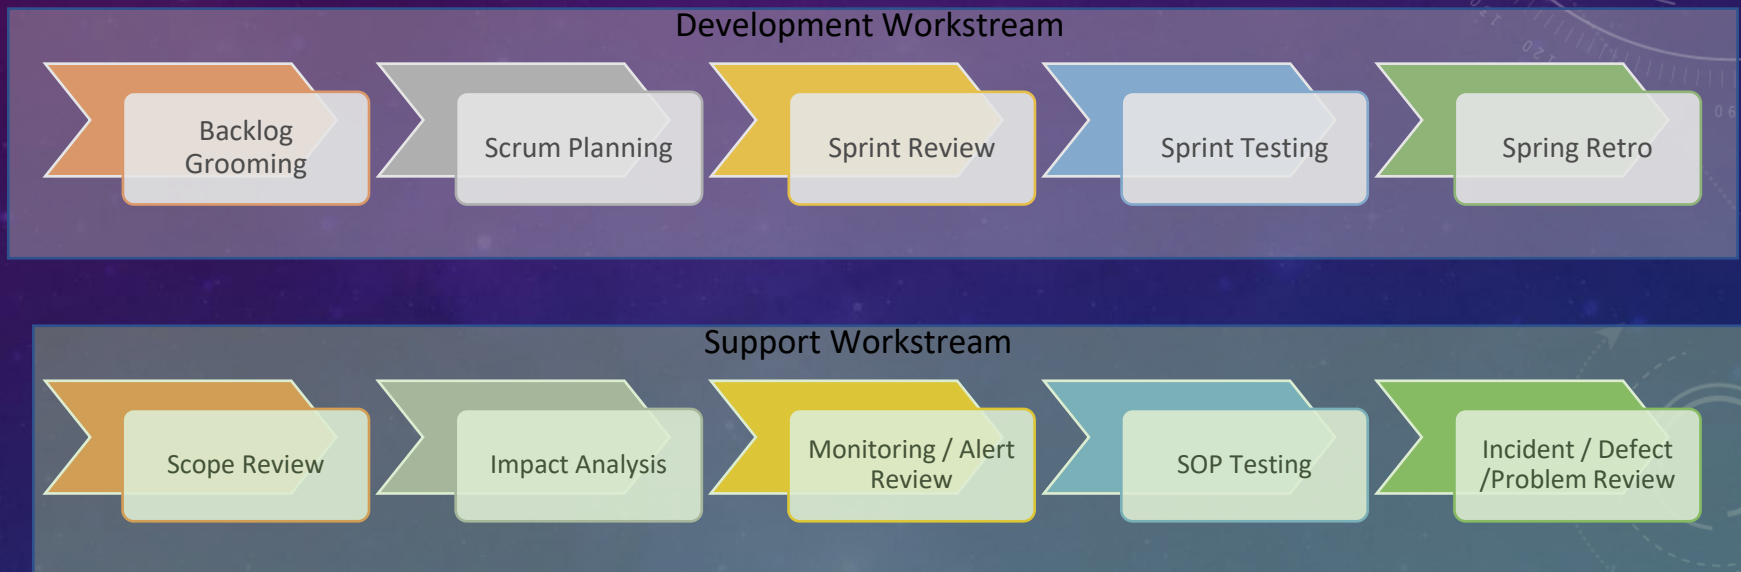 Development Workstream
Backlog
Grooming
Scrum Planning
Sprint Review
Sprint Testing
Spring Retro
120
Support Workstream
Scope Review
Impact Analysis
Monitoring / Alert
Review
SOP Testing
Incident / Defect
/Problem Review